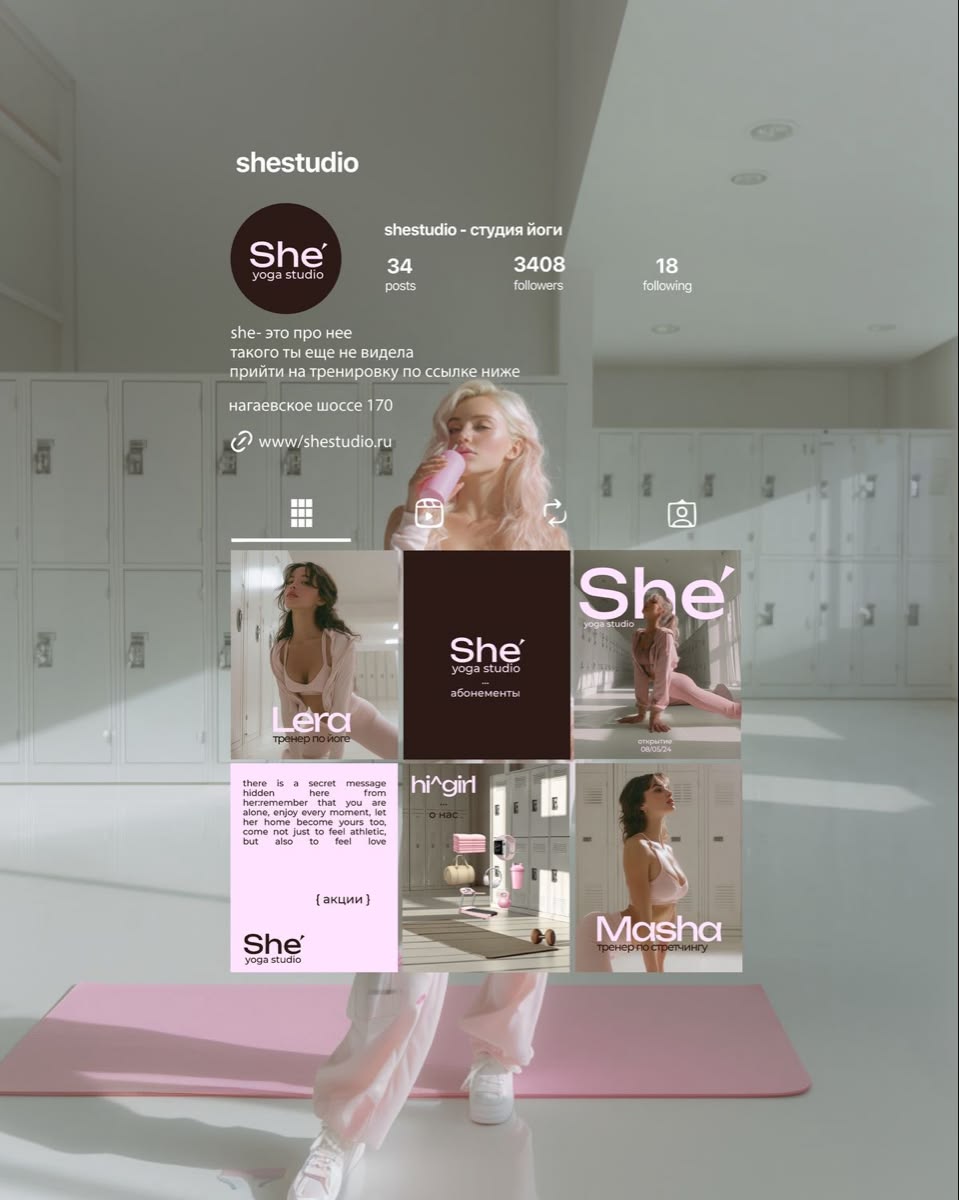 shestudio
She′
yoga studio
shestudio - студия йоги
34
posts
3408
followers
18
following
she- это про нее
такого ты еще не видела
прийти на тренировку по ссылке ниже
нагаевское шоссе 170
www/shestudio.ru
Lera
тренер по йоге
She′
yoga studio
...
абонементы
She′
yoga studio
открытие
08/05/24
there is a secret message
hidden here from
her:remember that you are
alone, enjoy every moment, let
her home become yours too,
come not just to feel athletic,
but also to feel love
{ акции }
She′
yoga studio
hi^girl
...
о нас
Masha
тренер по стретчингу